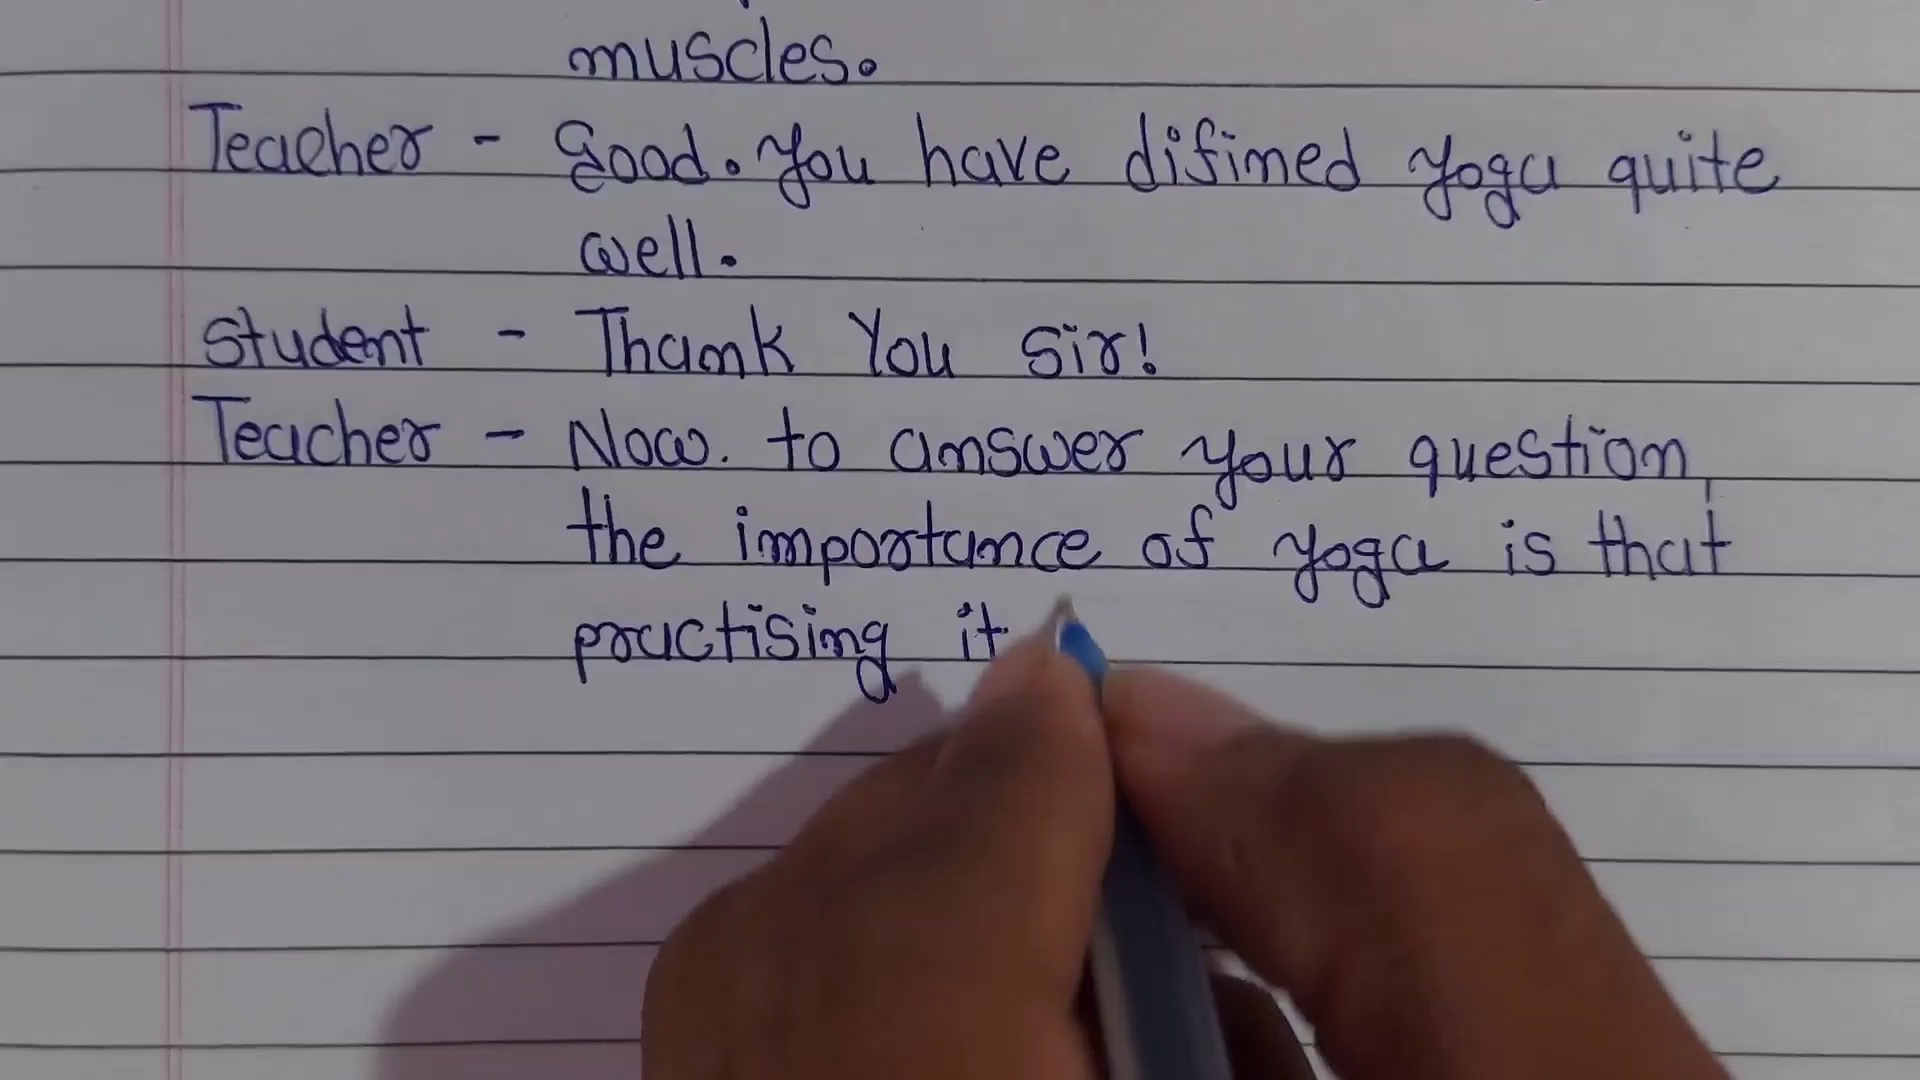 muscles.
Teacher - Good. You have difimed yoga quite
well.
Student - Thank You Sir!
Teacher - Now. to answer your question,
the importance of yoga is that
practising it